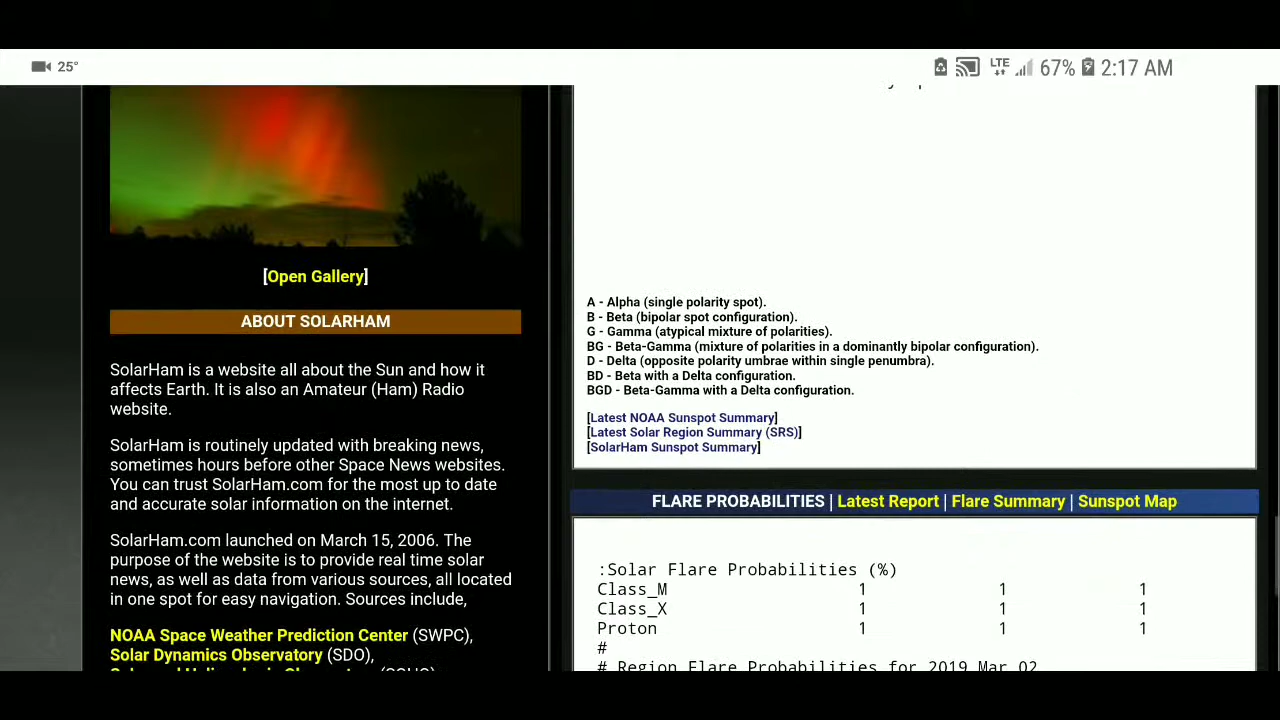 25°
LTE 67% 2:17 AM
[Open Gallery]
ABOUT SOLARHAM
SolarHam is a website all about the Sun and how it
affects Earth. It is also an Amateur (Ham) Radio
website.
SolarHam is routinely updated with breaking news,
sometimes hours before other Space News websites.
You can trust SolarHam.com for the most up to date
and accurate solar information on the internet.
SolarHam.com launched on March 15, 2006. The
purpose of the website is to provide real time solar
news, as well as data from various sources, all located
in one spot for easy navigation. Sources include,
NOAA Space Weather Prediction Center (SWPC),
Solar Dynamics Observatory (SDO),
A - Alpha (single polarity spot).
B - Beta (bipolar spot configuration).
G - Gamma (atypical mixture of polarities).
BG - Beta-Gamma (mixture of polarities in a dominantly bipolar configuration).
D - Delta (opposite polarity umbrae within single penumbra).
BD - Beta with a Delta configuration.
BGD - Beta-Gamma with a Delta configuration.
[Latest NOAA Sunspot Summary]
[Latest Solar Region Summary (SRS)]
[SolarHam Sunspot Summary]
FLARE PROBABILITIES | Latest Report | Flare Summary | Sunspot Map
:Solar Flare Probabilities (%)
Class_M 1 1 1
Class_X 1 1 1
Proton 1 1 1
#
# Region Flare Probabilities for 2019 Mar 02